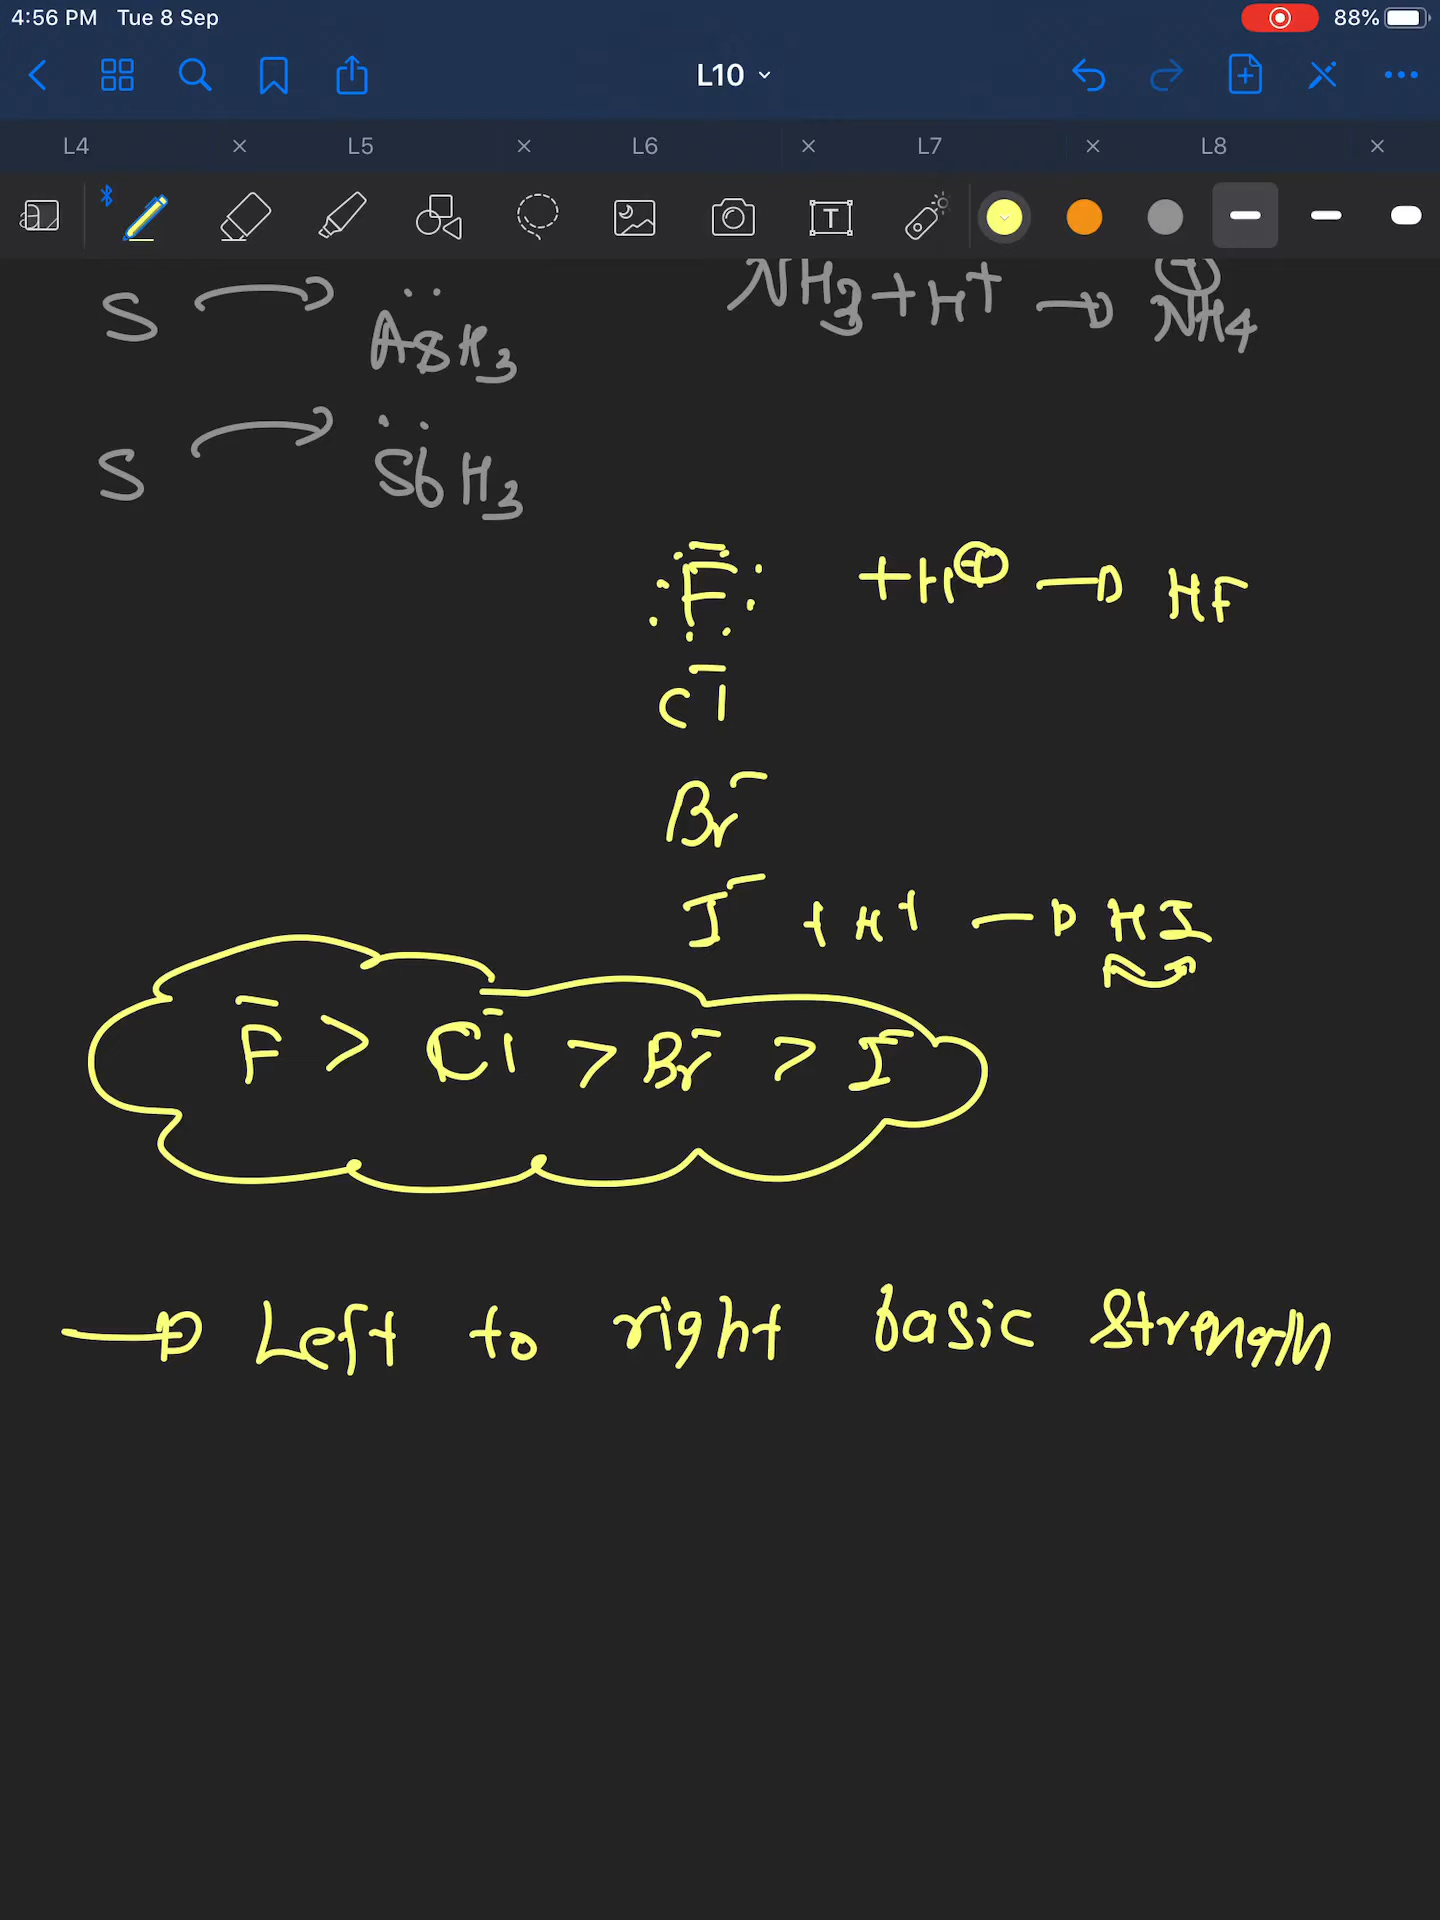 4:56 PM Tue 8 Sep 88%
L10
L4 L5 L6 L7 L8
S → AsH₃ NH₃ + H⁺ → NH₄⊕
S → SbH₃
F⁻ + H⊕ → HF
Cl⁻
Br⁻
I⁻ + H⁺ → HI
F⁻ > Cl⁻ > Br⁻ > I⁻
→ Left to right basic strength